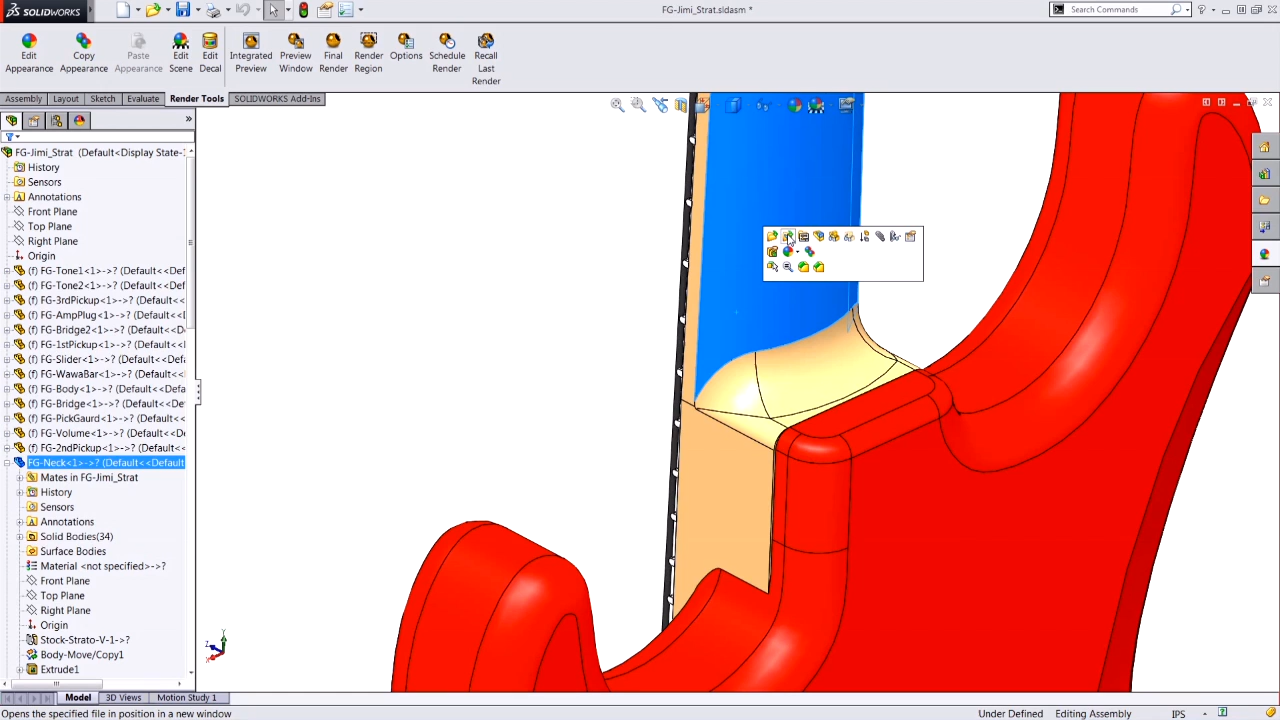 SOLIDWORKS
FG-Jimi_Strat.sldasm *
Search Commands
Edit Appearance
Copy Appearance
Paste Appearance
Edit Scene
Edit Decal
Integrated Preview
Preview Window
Final Render
Render Region
Options
Schedule Render
Recall Last Render
Assembly Layout Sketch Evaluate Render Tools SOLIDWORKS Add-Ins
FG-Jimi_Strat (Default<Display State-
History
Sensors
Annotations
Front Plane
Top Plane
Right Plane
Origin
(f) FG-Tone1<1>->? (Default<<De
(f) FG-Tone2<1>->? (Default<<De
(f) FG-3rdPickup<1>->? (Default<
(f) FG-AmpPlug<1>->? (Default<
(f) FG-Bridge2<1>->? (Default<<
(f) FG-1stPickup<1>->? (Default<
(f) FG-Slider<1>->? (Default<<De
(f) FG-WawaBar<1>->? (Default<
(f) FG-Body<1>->? (Default<<Def
(f) FG-Bridge<1>->? (Default<<D
(f) FG-PickGaurd<1>->? (Default
(f) FG-Volume<1>->? (Default<<D
(f) FG-2ndPickup<1>->? (Default<
FG-Neck<1>->? (Default<<Default
Mates in FG-Jimi_Strat
History
Sensors
Annotations
Solid Bodies(34)
Surface Bodies
Material <not specified>->?
Front Plane
Top Plane
Right Plane
Origin
Stock-Strato-V-1->?
Body-Move/Copy1
Extrude1
Model 3D Views Motion Study 1
Opens the specified file in position in a new window
Under Defined Editing Assembly IPS